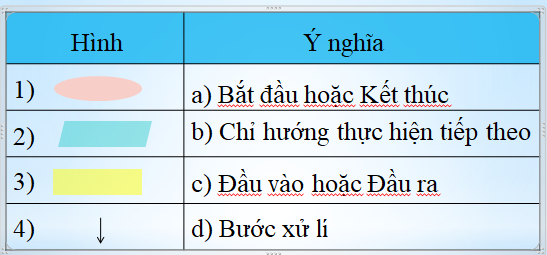 Hình Ý nghĩa
1) a) Bắt đầu hoặc Kết thúc
2) b) Chỉ hướng thực hiện tiếp theo
3) c) Đầu vào hoặc Đầu ra
4) d) Bước xử lí